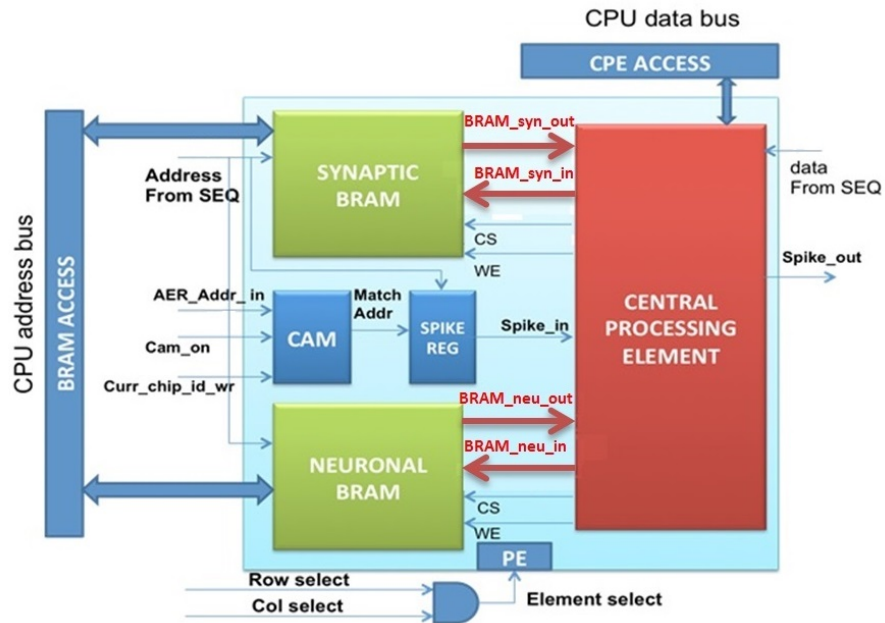 CPU data bus
CPE ACCESS
BRAM_syn_out
SYNAPTIC
BRAM
BRAM_syn_in
Address
From SEQ
data
From SEQ
CS
WE
Spike_out
CPU address bus
BRAM ACCESS
AER_Addr_ in
Match
Addr
CAM
SPIKE
REG
Spike_in
CENTRAL
PROCESSING
ELEMENT
Cam_on
Curr_chip_id_wr
BRAM_neu_out
NEURONAL
BRAM
BRAM_neu_in
CS
WE
PE
Row select
Col select
Element select